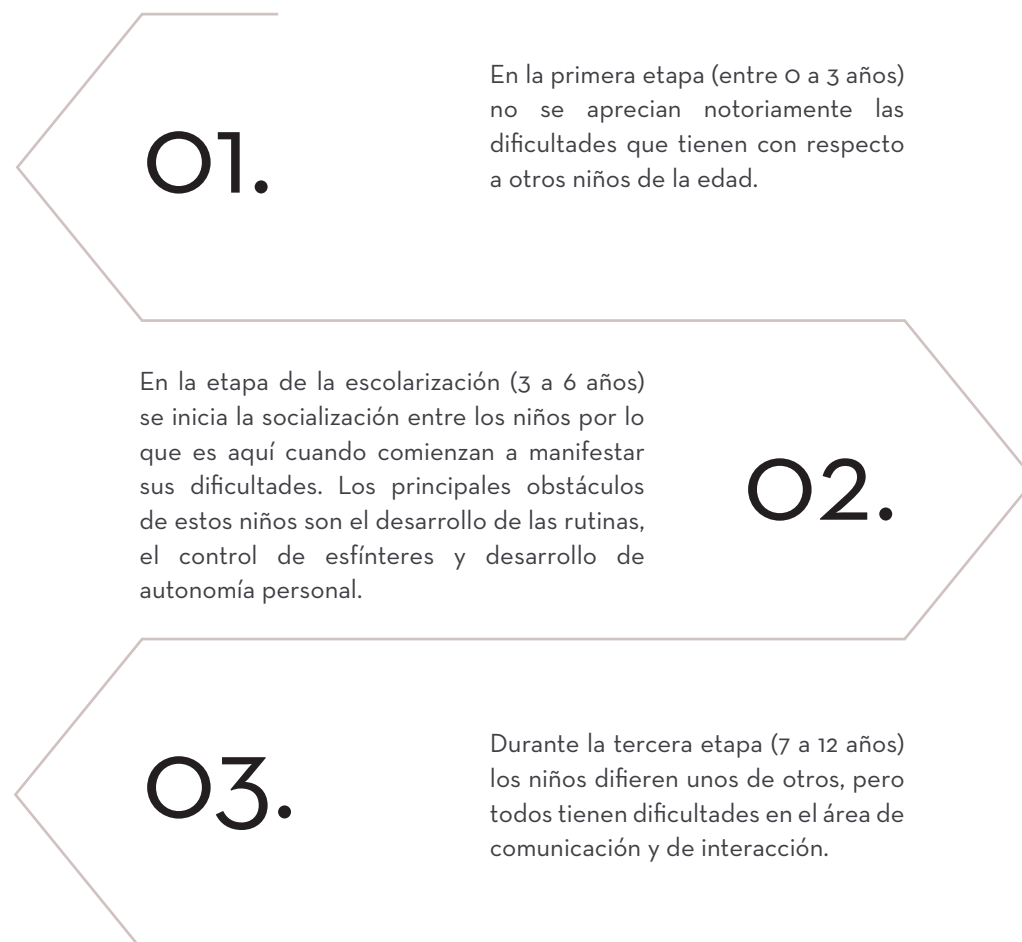 01.
En la primera etapa (entre 0 a 3 años)
no se aprecian notoriamente las
dificultades que tienen con respecto
a otros niños de la edad.
En la etapa de la escolarización (3 a 6 años)
se inicia la socialización entre los niños por lo
que es aquí cuando comienzan a manifestar
sus dificultades. Los principales obstáculos
de estos niños son el desarrollo de las rutinas,
el control de esfínteres y desarrollo de
autonomía personal.
02.
03.
Durante la tercera etapa (7 a 12 años)
los niños difieren unos de otros, pero
todos tienen dificultades en el área de
comunicación y de interacción.